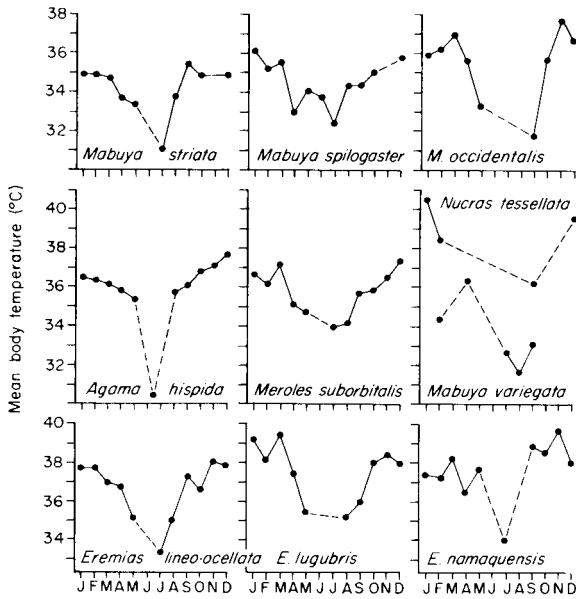 Mean body temperature (°C)
38
36
34
32
Mabuya striata
Mabuya spilogaster
M. occidentalis
40
38
36
34
32
Agama hispida
Meroles suborbitalis
Nucras tessellata
Mabuya variegata
40
38
36
34
Eremias lineo-ocellata
E. lugubris
E. namaquensis
J F M A M J J A S O N D
J F M A M J J A S O N D
J F M A M J J A S O N D